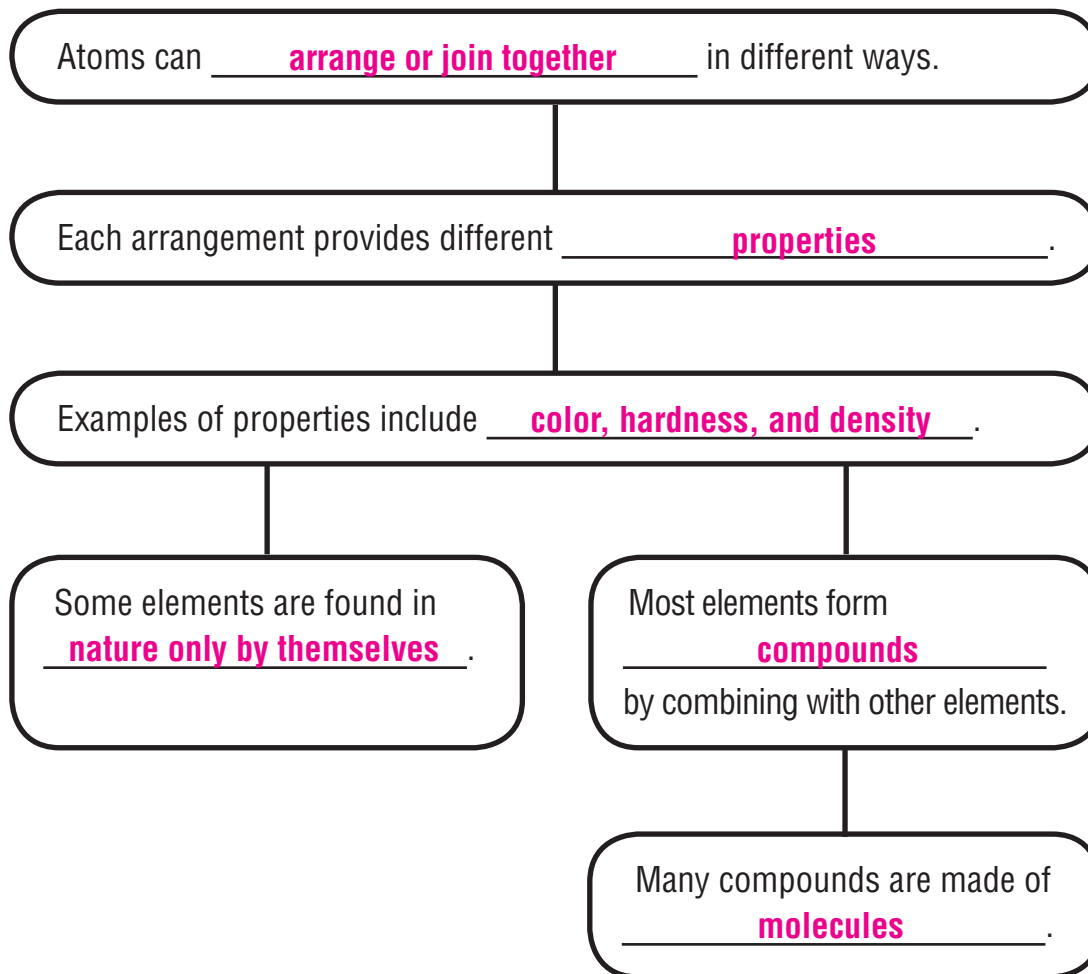 Atoms can arrange or join together in different ways.
Each arrangement provides different properties.
Examples of properties include color, hardness, and density.
Some elements are found in
nature only by themselves.
Most elements form
compounds
by combining with other elements.
Many compounds are made of
molecules.